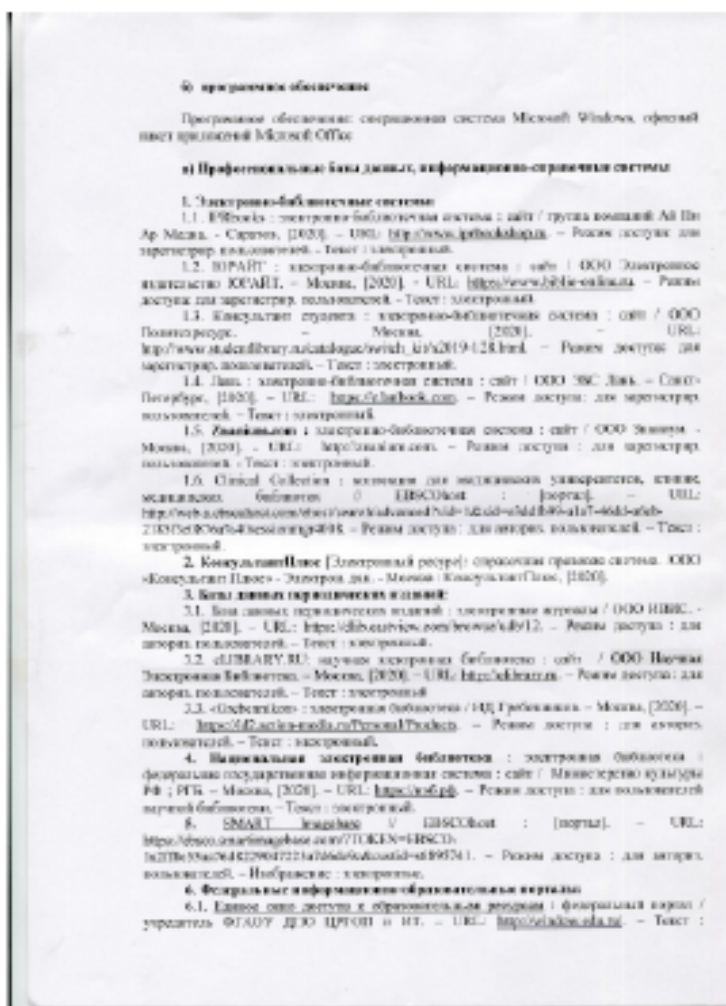 б) программное обеспечение
Программное обеспечение: операционная система Microsoft Windows, офисный
пакет приложений Microsoft Office
в) Профессиональные базы данных, информационно-справочные системы
1. Электронно-библиотечные системы:
1.1. IPRbooks : электронно-библиотечная система : сайт / группа компаний Ай Пи
Ар Медиа. - Саратов, [2020]. – URL: http://www.iprbookshop.ru. – Режим доступа: для
зарегистрир. пользователей. - Текст : электронный.
1.2. ЮРАЙТ : электронно-библиотечная система : сайт / ООО Электронное
издательство ЮРАЙТ. – Москва, [2020]. - URL: https://www.biblio-online.ru. – Режим
доступа: для зарегистрир. пользователей. - Текст : электронный.
1.3. Консультант студента : электронно-библиотечная система : сайт / ООО
Политехресурс. – Москва, [2020]. – URL:
http://www.studentlibrary.ru/catalogue/switch_kit/x2019-128.html. – Режим доступа: для
зарегистрир. пользователей. – Текст : электронный.
1.4. Лань : электронно-библиотечная система : сайт / ООО ЭБС Лань. – Санкт-
Петербург, [2020]. – URL: https://e.lanbook.com. – Режим доступа: для зарегистрир.
пользователей. – Текст : электронный.
1.5. Znanium.com : электронно-библиотечная система : сайт / ООО Знаниум. -
Москва, [2020]. - URL: http://znanium.com. – Режим доступа : для зарегистрир.
пользователей. - Текст : электронный.
1.6. Clinical Collection : коллекция для медицинских университетов, клиник,
медицинских библиотек // EBSCOhost : [портал]. – URL:
– Режим доступа : для авториз. пользователей. – Текст :
электронный.
2. КонсультантПлюс [Электронный ресурс]: справочная правовая система. /ООО
«Консультант Плюс» - Электрон. дан. - Москва : КонсультантПлюс, [2020].
3. Базы данных периодических изданий:
3.1. База данных периодических изданий : электронные журналы / ООО ИВИС. -
Москва, [2020]. – URL: https://dlib.eastview.com/browse/udb/12. – Режим доступа : для
авториз. пользователей. – Текст : электронный.
3.2. eLIBRARY.RU: научная электронная библиотека : сайт / ООО Научная
Электронная Библиотека. – Москва, [2020]. – URL: http://elibrary.ru. – Режим доступа : для
авториз. пользователей. – Текст : электронный
3.3. «Grebennikon» : электронная библиотека / ИД Гребенников. – Москва, [2020]. –
URL: https://id2.action-media.ru/Personal/Products. – Режим доступа : для авториз.
пользователей. – Текст : электронный.
4. Национальная электронная библиотека : электронная библиотека :
федеральная государственная информационная система : сайт / Министерство культуры
РФ ; РГБ. – Москва, [2020]. – URL: https://нэб.рф. – Режим доступа : для пользователей
научной библиотеки. – Текст : электронный.
SMART Imagebase // EBSCOhost : [портал]. – URL:
– Режим доступа : для авториз.
пользователей. – Изображение : электронные.
6. Федеральные информационно-образовательные порталы:
6.1. Единое окно доступа к образовательным ресурсам : федеральный портал /
учредитель ФГАОУ ДПО ЦРГОП и ИТ. – URL: http://window.edu.ru/. – Текст :